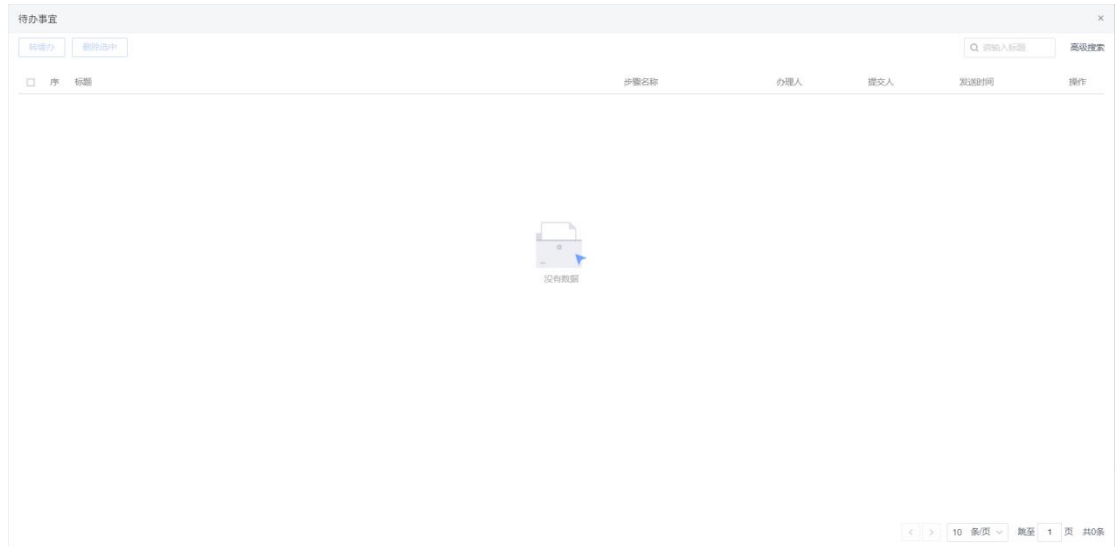 待办事宜
转缓办 删除选中 请输入标题 高级搜索
序 标题 步骤名称 办理人 提交人 发送时间 操作
没有数据
10 条/页 跳至 1 页 共0条